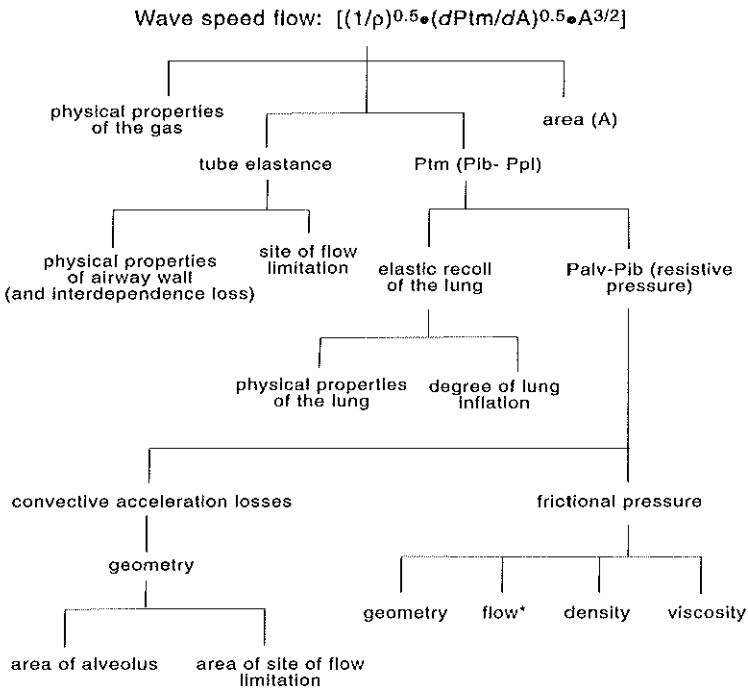 Wave speed flow: [(1/ρ)^0.5•(dPtm/dA)^0.5•A^3/2]
physical properties
of the gas
area (A)
tube elastance
Ptm (Pib- Ppl)
physical properties
of airway wall
(and interdependence loss)
site of flow
limitation
elastic recoil
of the lung
Palv-Pib (resistive
pressure)
physical properties
of the lung
degree of lung
inflation
convective acceleration losses
frictional pressure
geometry
geometry
flow*
density
viscosity
area of alveolus
area of site of flow
limitation